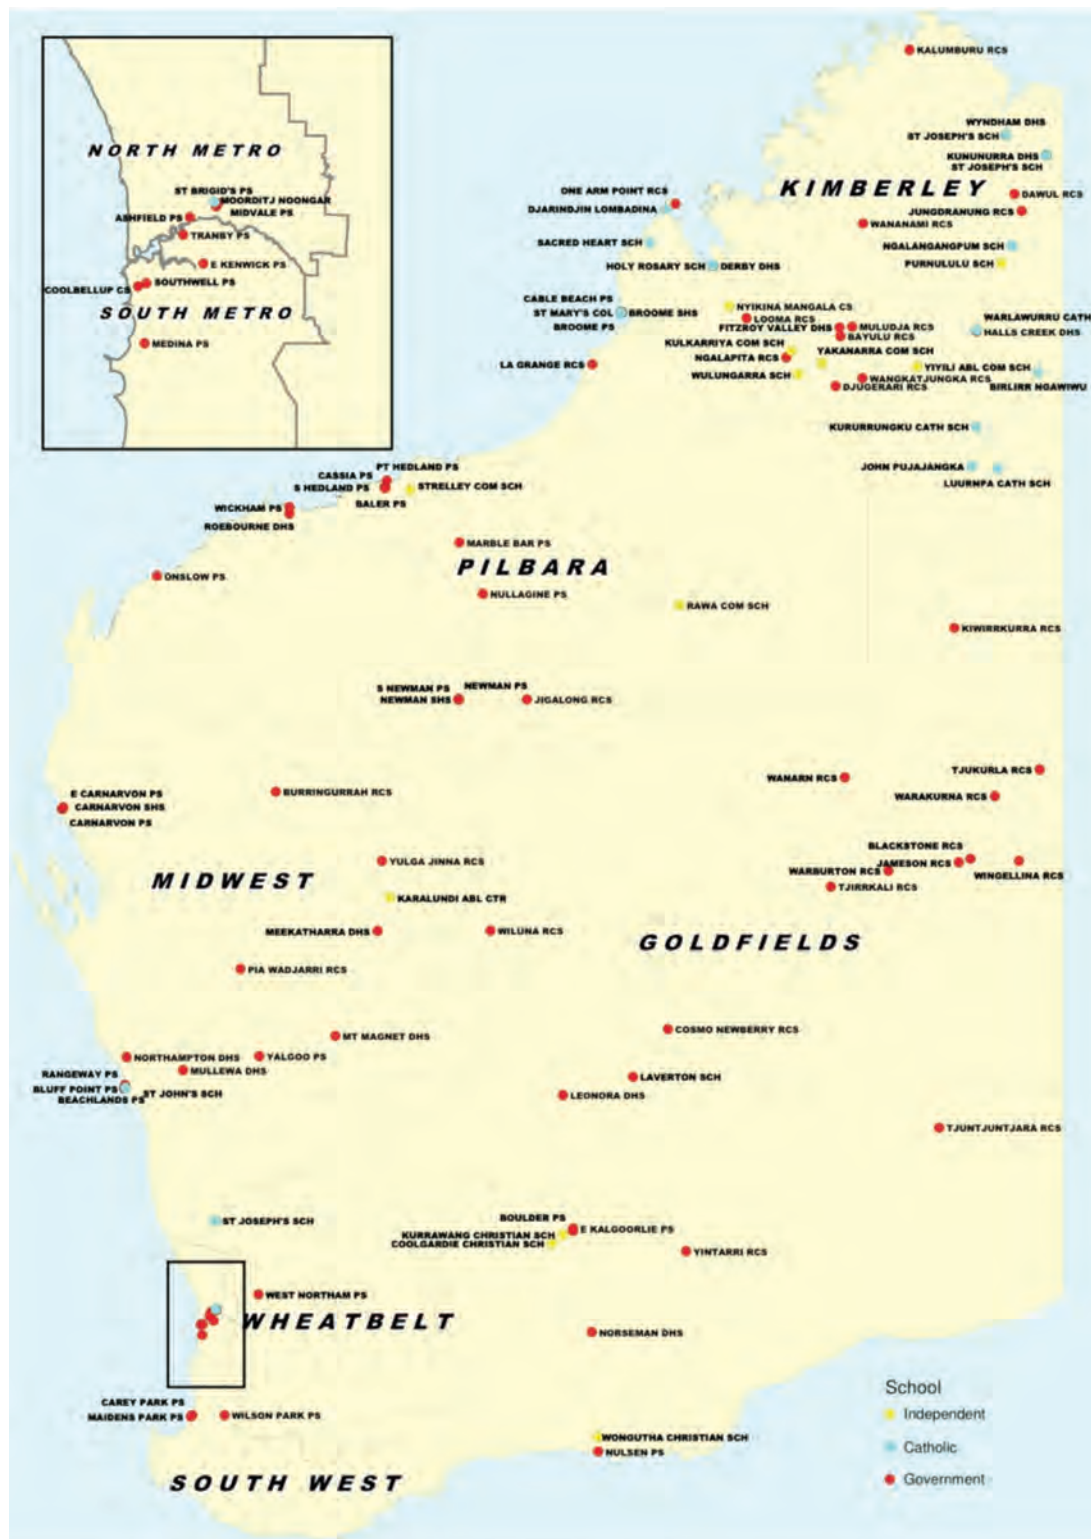 NORTH METRO
ST BRIGID'S PS
MOORDITJ NOONGAR
MIDVALE PS
ASHFIELD PS
TRANBY PS
E KENWICK PS
SOUTHWELL PS
COOLBELLUP CS
SOUTH METRO
MEDINA PS
KALUMBURU RCS
WYNDHAM DHS
ST JOSEPH'S SCH
KUNUNURRA DHS
ST JOSEPH'S SCH
KIMBERLEY
ONE ARM POINT RCS
DAWUL RCS
DJARINDJIN LOMBADINA
JUNGDRANUNG RCS
WANANAMI RCS
SACRED HEART SCH
NGALANGANGPUM SCH
HOLY ROSARY SCH
DERBY DHS
PURNULULU SCH
CABLE BEACH PS
NYIKINA MANGALA CS
ST MARY'S COL
BROOME SHS
LOOMA RCS
WARLAWURRU CATH
BROOME PS
FITZROY VALLEY DHS
MULUDJA RCS
HALLS CREEK DHS
BAYULU RCS
KULKARRIYA COM SCH
YAKANARRA COM SCH
NGALAPITA RCS
LA GRANGE RCS
YIYILI ABL COM SCH
WULUNGARRA SCH
WANGKATJUNGKA RCS
DJUGERARI RCS
BIRLIRR NGAWIWU
KURURRUNGKU CATH SCH
JOHN PUJAJANGKA
LUURNPA CATH SCH
PT HEDLAND PS
CASSIA PS
S HEDLAND PS
STRELLEY COM SCH
BALER PS
WICKHAM PS
ROEBOURNE DHS
MARBLE BAR PS
PILBARA
ONSLOW PS
NULLAGINE PS
RAWA COM SCH
KIWIRRKURRA RCS
S NEWMAN PS
NEWMAN PS
NEWMAN SHS
JIGALONG RCS
WANARN RCS
TJUKURLA RCS
E CARNARVON PS
BURRINGURRAH RCS
WARAKURNA RCS
CARNARVON SHS
CARNARVON PS
BLACKSTONE RCS
YULGA JINNA RCS
JAMESON RCS
WARBURTON RCS
WINGELLINA RCS
MIDWEST
TJIRRKALI RCS
KARALUNDI ABL CTR
MEEKATHARRA DHS
WILUNA RCS
GOLDFIELDS
PIA WADJARRI RCS
COSMO NEWBERRY RCS
MT MAGNET DHS
NORTHAMPTON DHS
YALGOO PS
RANGEWAY PS
MULLEWA DHS
LAVERTON SCH
BLUFF POINT PS
ST JOHN'S SCH
BEACHLANDS PS
LEONORA DHS
TJUNTJUNTJARA RCS
ST JOSEPH'S SCH
BOULDER PS
E KALGOORLIE PS
KURRAWANG CHRISTIAN SCH
COOLGARDIE CHRISTIAN SCH
YINTARRI RCS
WEST NORTHAM PS
WHEATBELT
NORSEMAN DHS
CAREY PARK PS
MAIDENS PARK PS
WILSON PARK PS
WONGUTHA CHRISTIAN SCH
NULSEN PS
SOUTH WEST
School
Independent
Catholic
Government